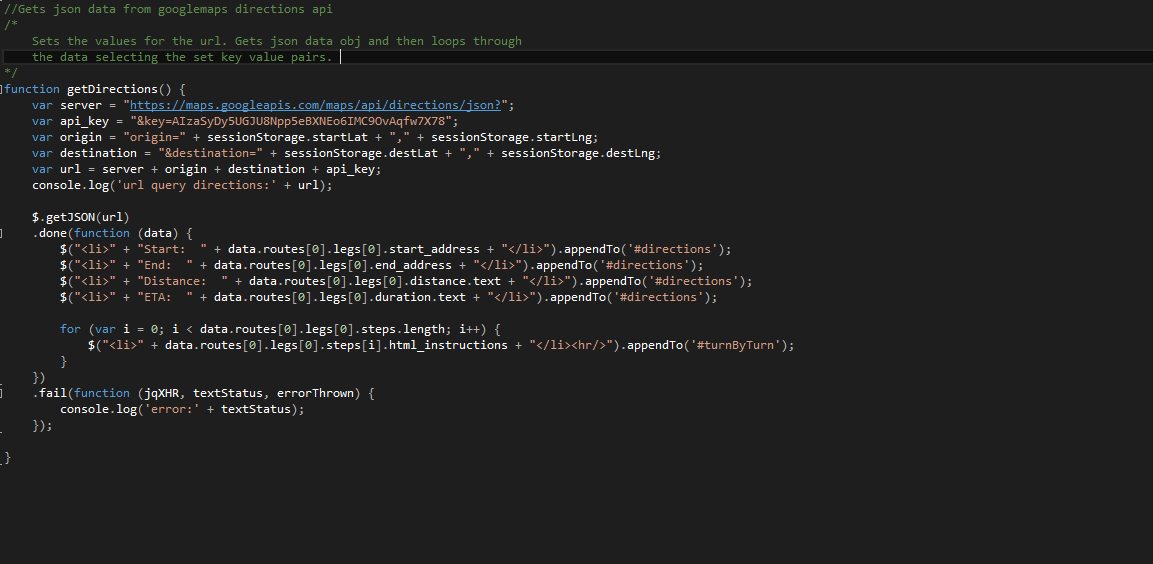 //Gets json data from googlemaps directions api
/*
    Sets the values for the url. Gets json data obj and then loops through
    the data selecting the set key value pairs.
*/
function getDirections() {
    var server = "https://maps.googleapis.com/maps/api/directions/json?";
    var api_key = "&key=AIzaSyDy5UGJU8Npp5eBXNEo6IMC9OvAqfw7X78";
    var origin = "origin=" + sessionStorage.startLat + "," + sessionStorage.startLng;
    var destination = "&destination=" + sessionStorage.destLat + "," + sessionStorage.destLng;
    var url = server + origin + destination + api_key;
    console.log('url query directions:' + url);

    $.getJSON(url)
    .done(function (data) {
        $("<li>" + "Start:  " + data.routes[0].legs[0].start_address + "</li>").appendTo('#directions');
        $("<li>" + "End:  " + data.routes[0].legs[0].end_address + "</li>").appendTo('#directions');
        $("<li>" + "Distance:  " + data.routes[0].legs[0].distance.text + "</li>").appendTo('#directions');
        $("<li>" + "ETA:  " + data.routes[0].legs[0].duration.text + "</li>").appendTo('#directions');

        for (var i = 0; i < data.routes[0].legs[0].steps.length; i++) {
            $("<li>" + data.routes[0].legs[0].steps[i].html_instructions + "</li><hr/>").appendTo('#turnByTurn');
        }
    })
    .fail(function (jqXHR, textStatus, errorThrown) {
        console.log('error:' + textStatus);
    });

}